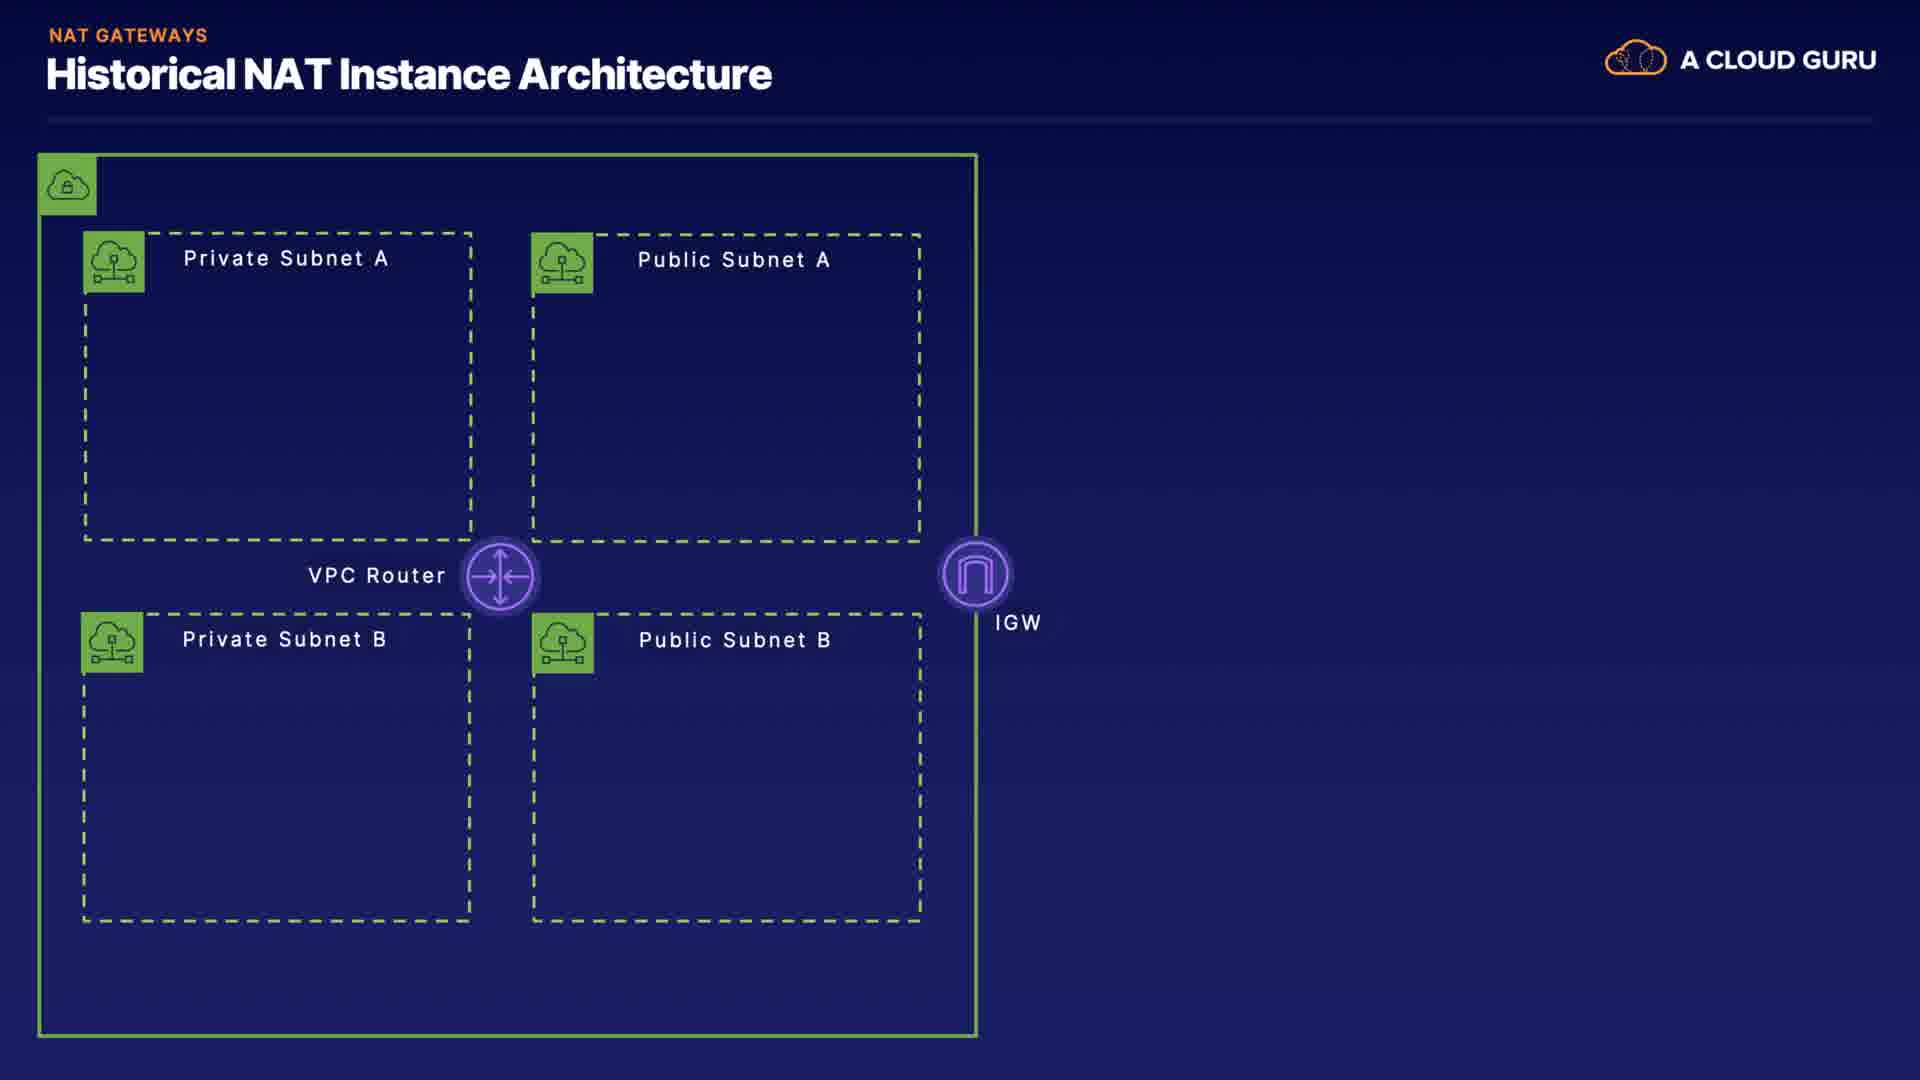 NAT GATEWAYS
Historical NAT Instance Architecture
A CLOUD GURU
Private Subnet A
Public Subnet A
VPC Router
IGW
Private Subnet B
Public Subnet B